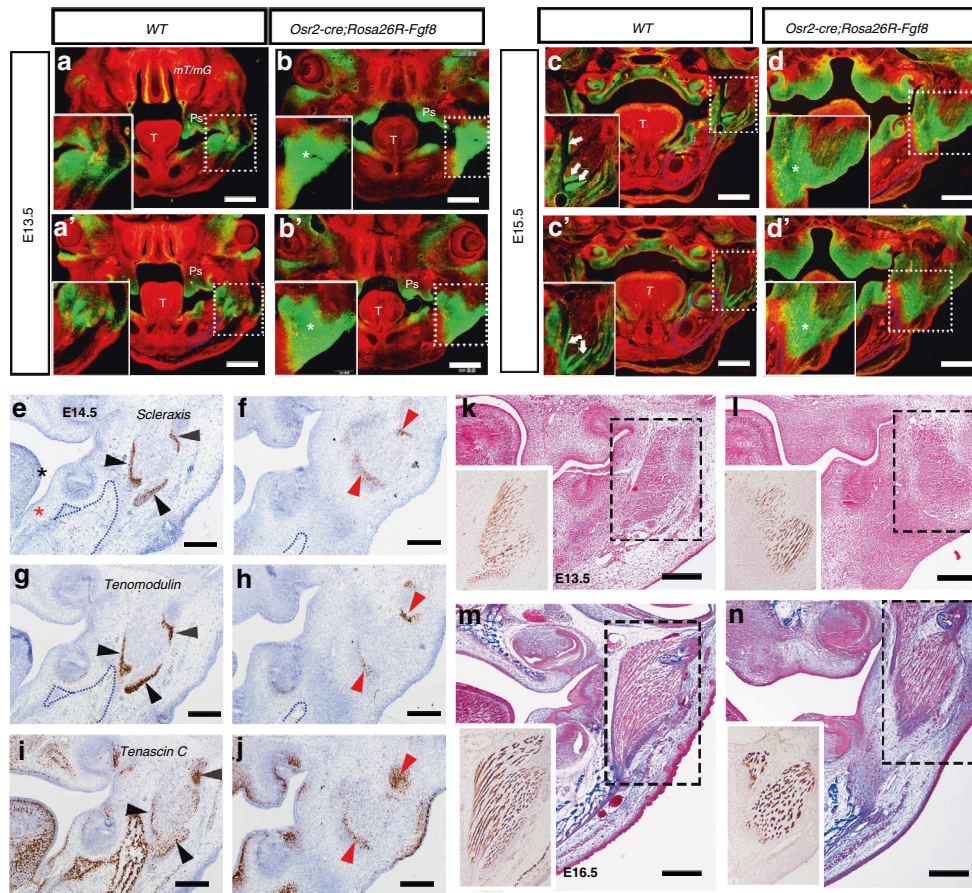 WT
Osr2-cre;Rosa26R-Fgf8
WT
Osr2-cre;Rosa26R-Fgf8
E13.5
E15.5
a
mT/mG
Ps
T
b
Ps
T
*
c
T
d
*
a'
Ps
T
b'
Ps
T
*
c'
T
d'
*
e
E14.5
Scleraxis
*
*
f
g
Tenomodulin
h
i
Tenascin C
j
k
E13.5
l
m
E16.5
n